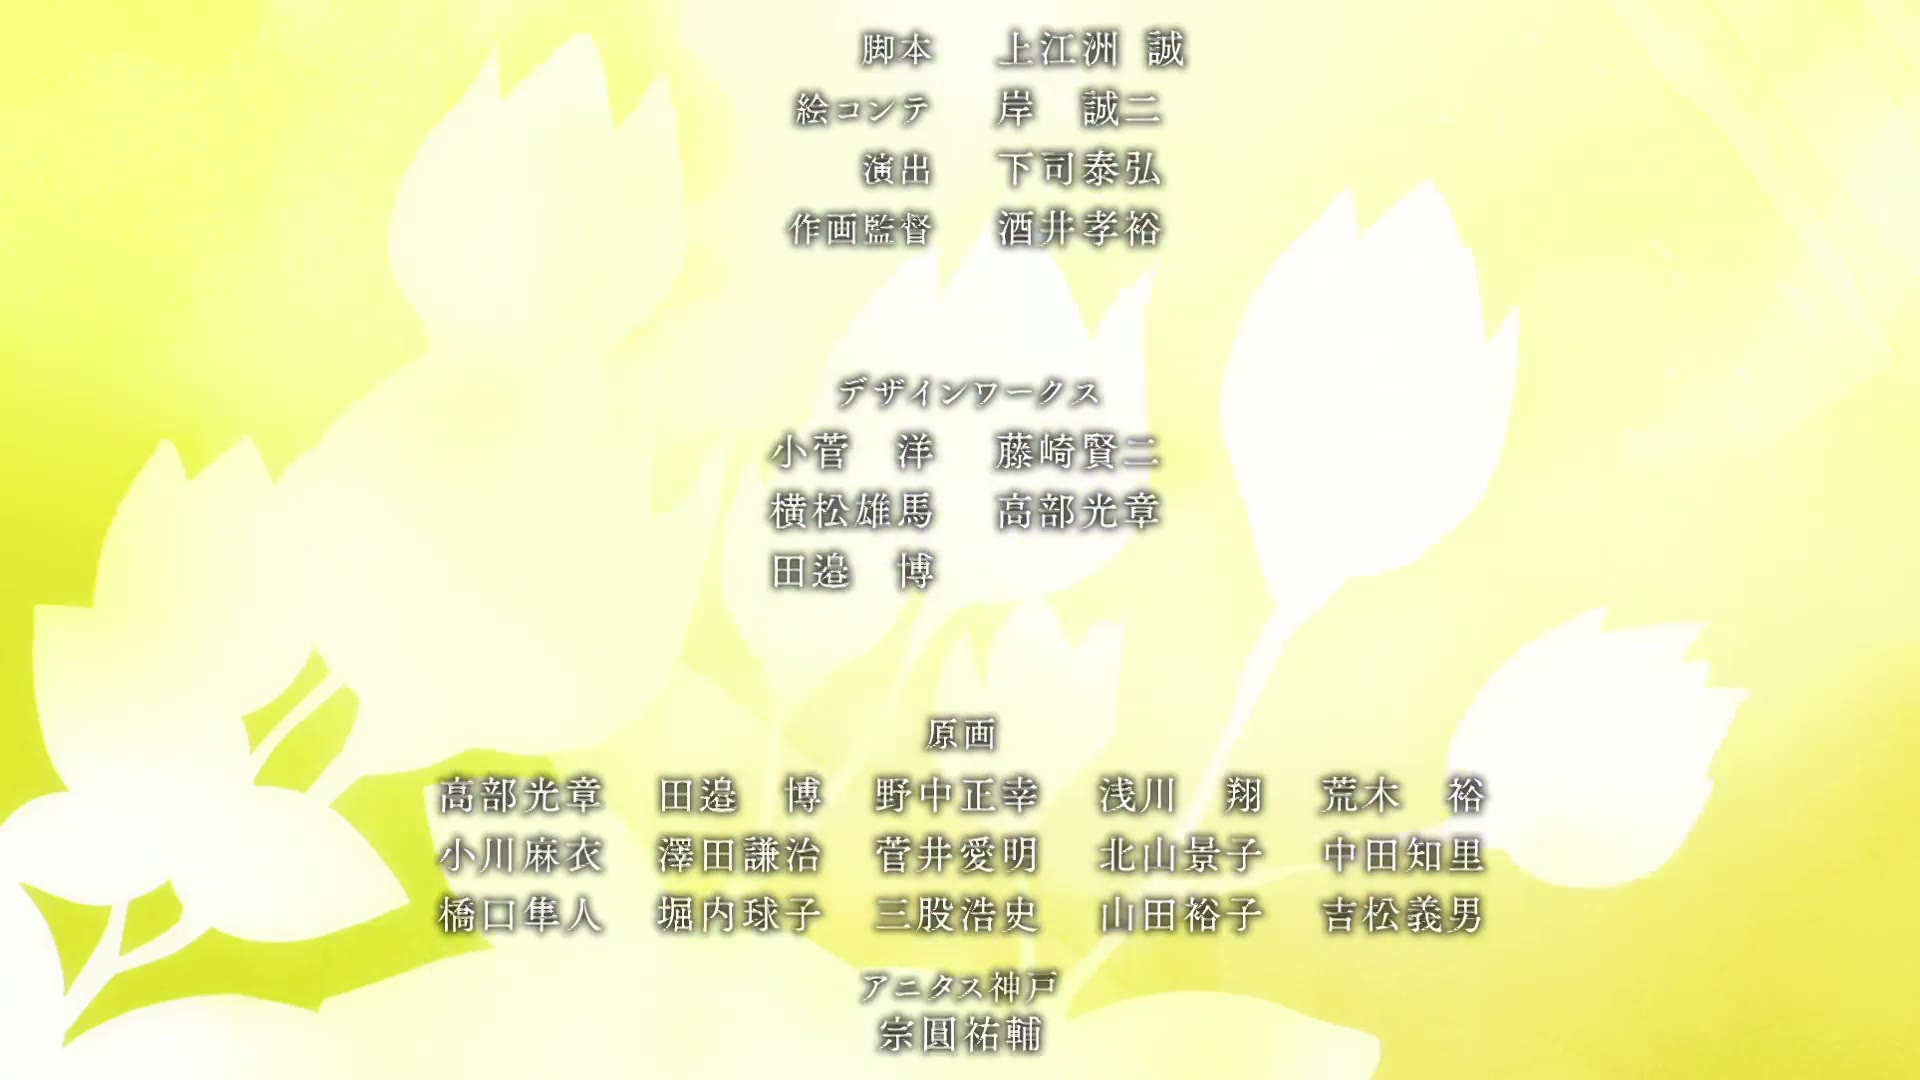 脚本 上江洲 誠
絵コンテ 岸 誠二
演出 下司泰弘
作画監督 酒井孝裕
デザインワークス
小菅 洋 藤崎賢二
横松雄馬 高部光章
田邉 博
原画
高部光章 田邉 博 野中正幸 浅川 翔 荒木 裕
小川麻衣 澤田謙治 菅井愛明 北山景子 中田知里
橋口隼人 堀内球子 三股浩史 山田裕子 吉松義男
アニタス神戸
宗圓祐輔